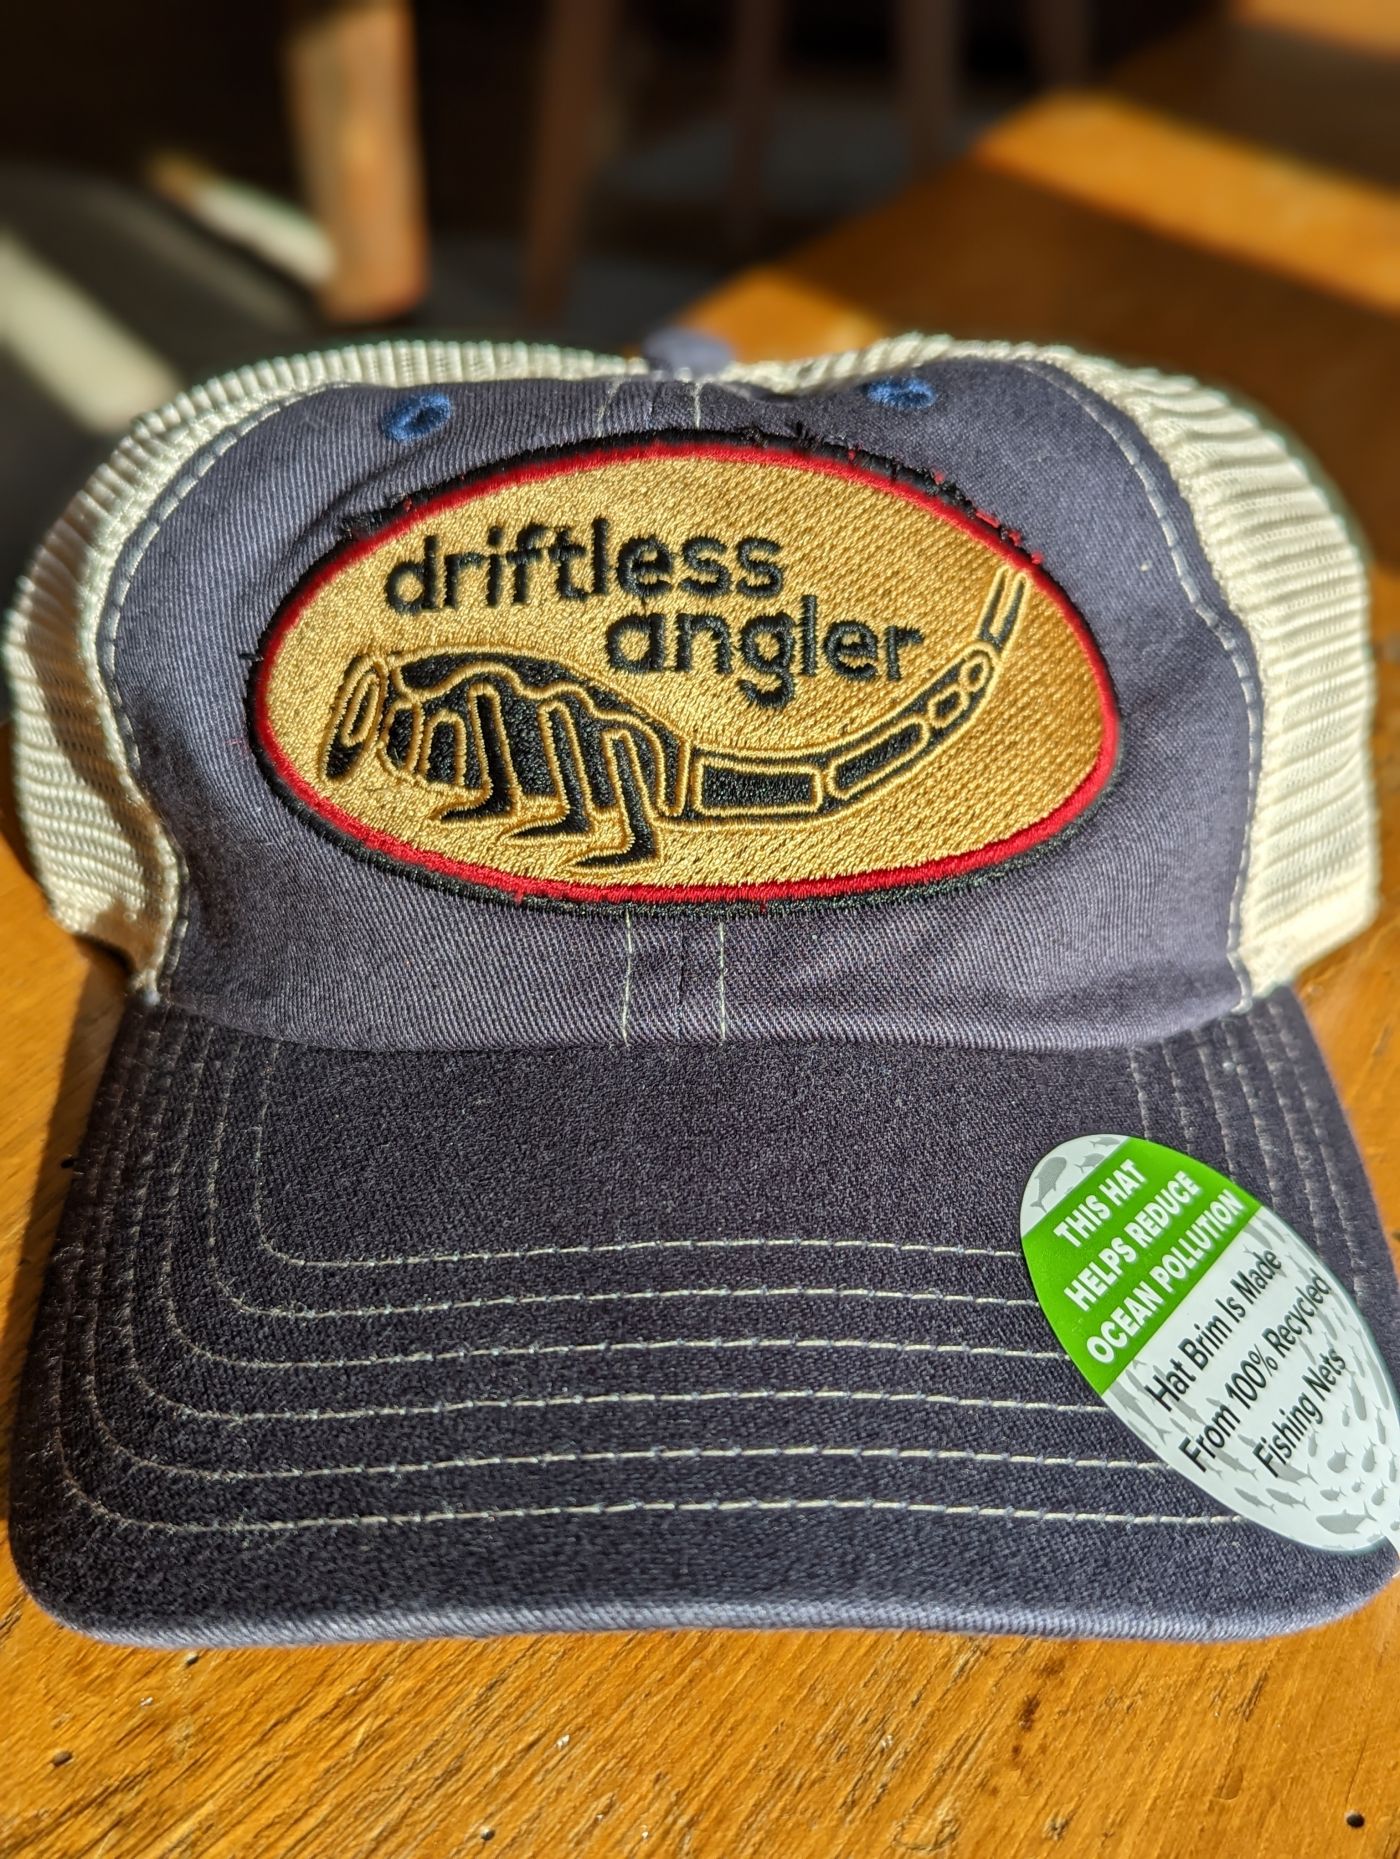 driftless
angler
THIS HAT
HELPS REDUCE
OCEAN POLLUTION
Hat Brim Is Made
From 100% Recycled
Fishing Nets